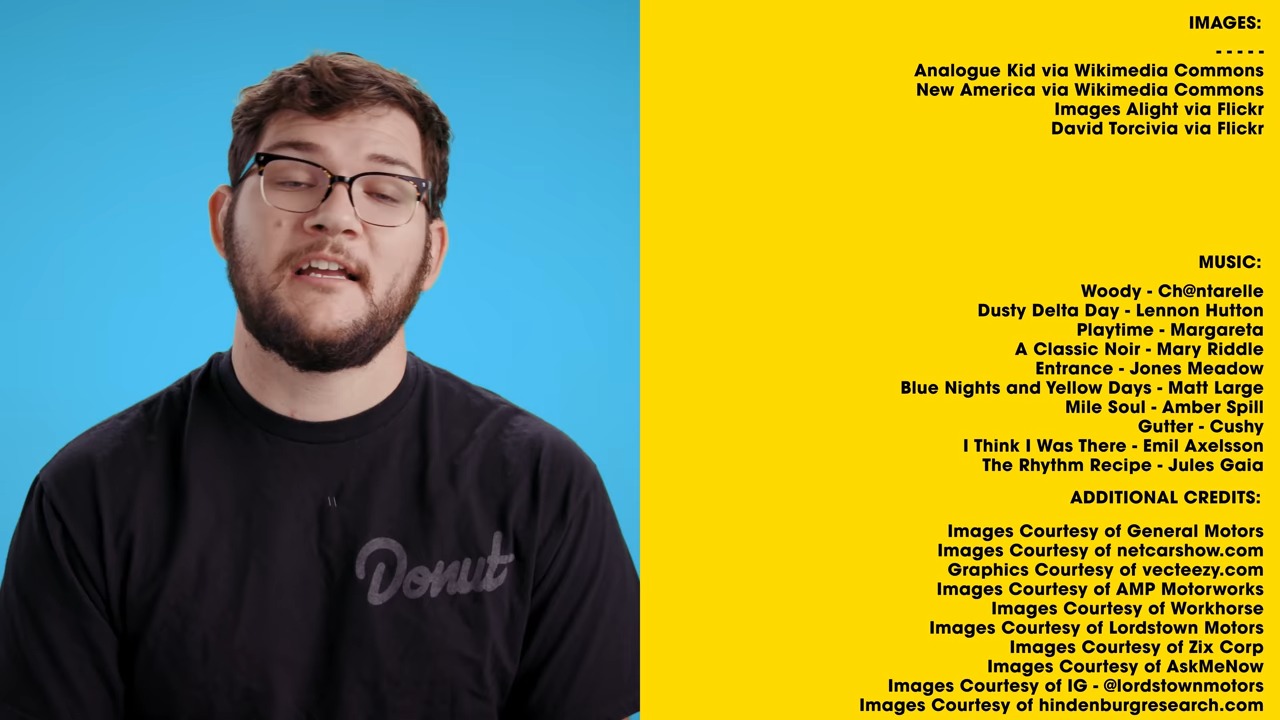 Donut
IMAGES:
- - - - -
Analogue Kid via Wikimedia Commons
New America via Wikimedia Commons
Images Alight via Flickr
David Torcivia via Flickr
MUSIC:
Woody - Ch@ntarelle
Dusty Delta Day - Lennon Hutton
Playtime - Margareta
A Classic Noir - Mary Riddle
Entrance - Jones Meadow
Blue Nights and Yellow Days - Matt Large
Mile Soul - Amber Spill
Gutter - Cushy
I Think I Was There - Emil Axelsson
The Rhythm Recipe - Jules Gaia
ADDITIONAL CREDITS:
Images Courtesy of General Motors
Images Courtesy of netcarshow.com
Graphics Courtesy of vecteezy.com
Images Courtesy of AMP Motorworks
Images Courtesy of Workhorse
Images Courtesy of Lordstown Motors
Images Courtesy of Zix Corp
Images Courtesy of AskMeNow
Images Courtesy of IG - @lordstownmotors
Images Courtesy of hindenburgresearch.com